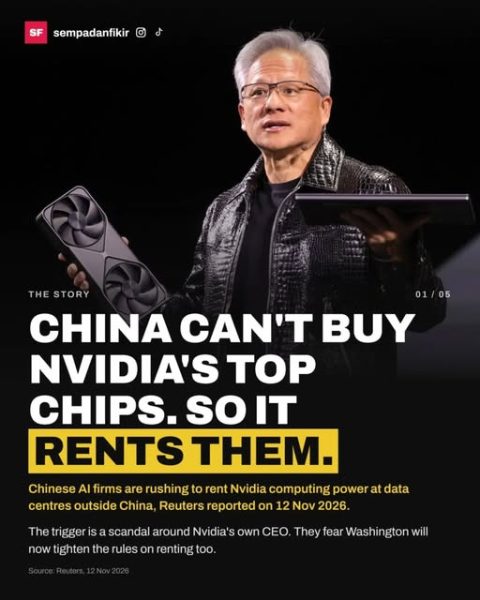 SF sempadanfikir
THE STORY 01 / 05
CHINA CAN'T BUY
NVIDIA'S TOP
CHIPS. SO IT
RENTS THEM.
Chinese AI firms are rushing to rent Nvidia computing power at data
centres outside China, Reuters reported on 12 Nov 2026.
The trigger is a scandal around Nvidia's own CEO. They fear Washington will
now tighten the rules on renting too.
Source: Reuters, 12 Nov 2026